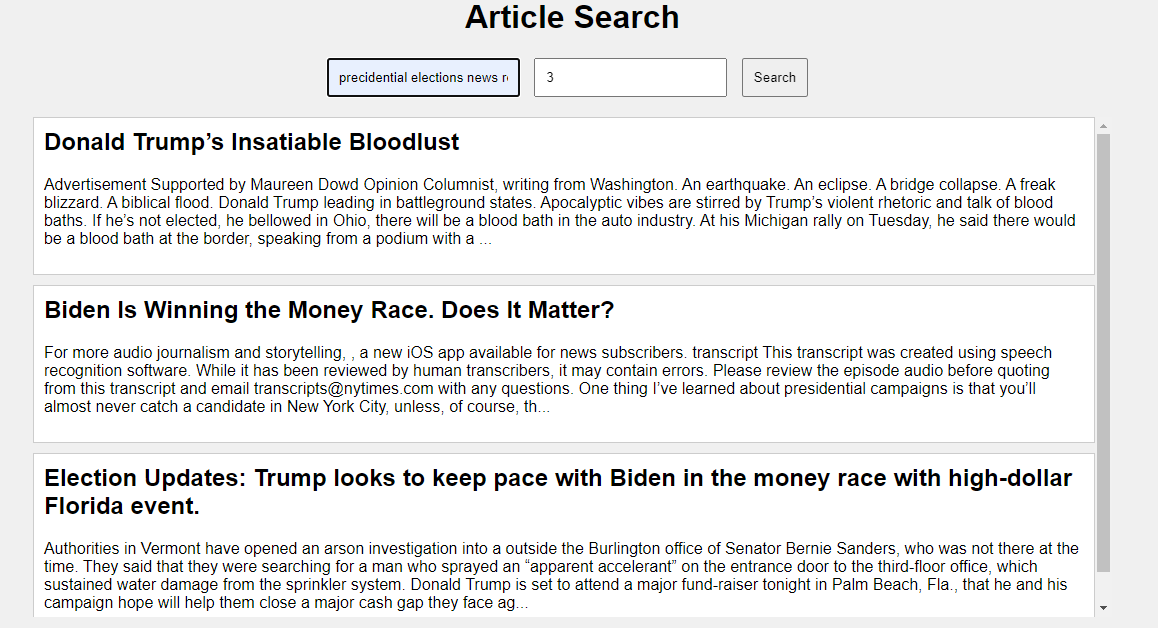 Article Search
precidential elections news r
3
Search
Donald Trump’s Insatiable Bloodlust
Advertisement Supported by Maureen Dowd Opinion Columnist, writing from Washington. An earthquake. An eclipse. A bridge collapse. A freak
blizzard. A biblical flood. Donald Trump leading in battleground states. Apocalyptic vibes are stirred by Trump’s violent rhetoric and talk of blood
baths. If he’s not elected, he bellowed in Ohio, there will be a blood bath in the auto industry. At his Michigan rally on Tuesday, he said there would
be a blood bath at the border, speaking from a podium with a ...
Biden Is Winning the Money Race. Does It Matter?
For more audio journalism and storytelling, , a new iOS app available for news subscribers. transcript This transcript was created using speech
recognition software. While it has been reviewed by human transcribers, it may contain errors. Please review the episode audio before quoting
from this transcript and email transcripts@nytimes.com with any questions. One thing I’ve learned about presidential campaigns is that you’ll
almost never catch a candidate in New York City, unless, of course, th...
Election Updates: Trump looks to keep pace with Biden in the money race with high-dollar
Florida event.
Authorities in Vermont have opened an arson investigation into a outside the Burlington office of Senator Bernie Sanders, who was not there at the
time. They said that they were searching for a man who sprayed an “apparent accelerant” on the entrance door to the third-floor office, which
sustained water damage from the sprinkler system. Donald Trump is set to attend a major fund-raiser tonight in Palm Beach, Fla., that he and his
campaign hope will help them close a major cash gap they face ag...